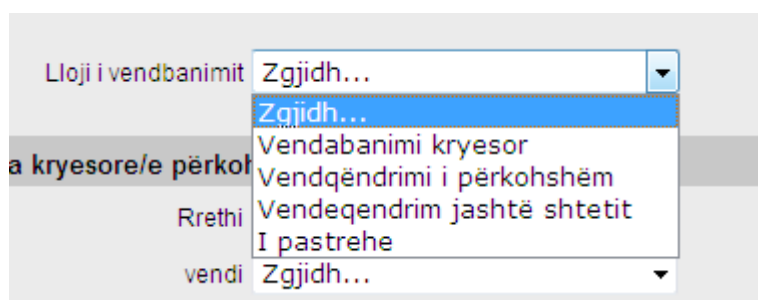 Lloji i vendbanimit Zgjidh...
Zgjidh...
Vendabanimi kryesor
a kryesore/e përkoh
Vendqëndrimi i përkohshëm
Rrethi
Vendeqendrim jashtë shtetit
I pastrehe
vendi Zgjidh...